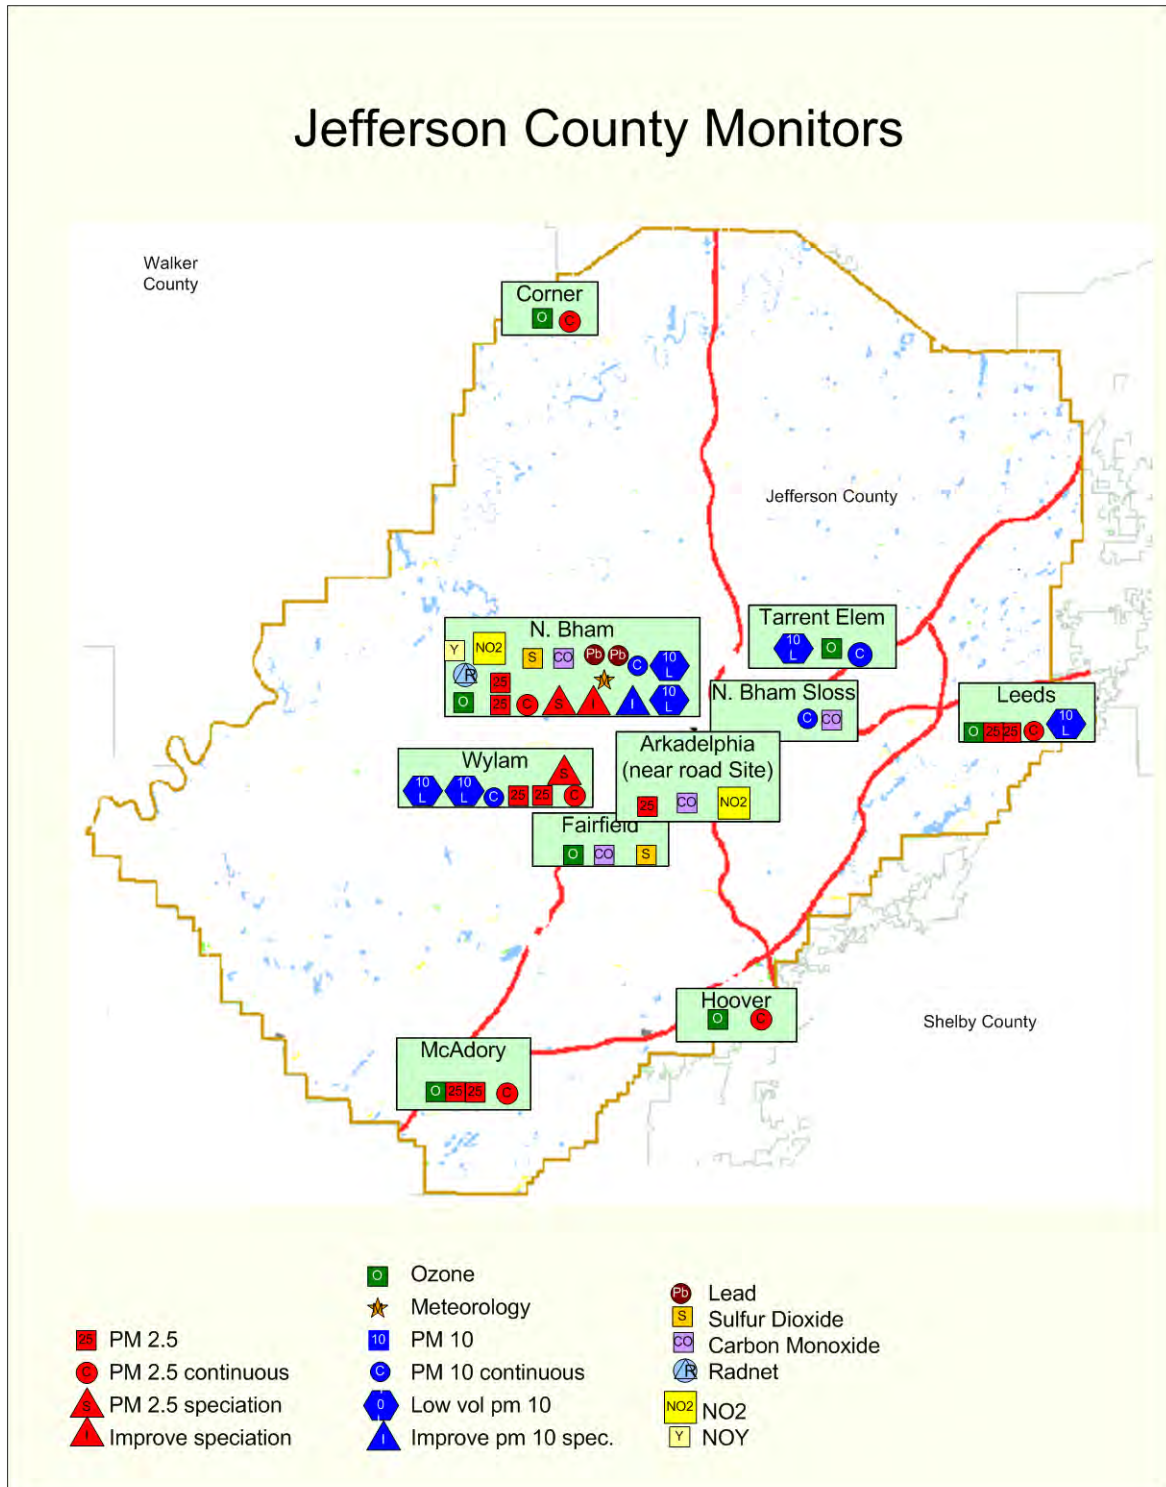 Jefferson County Monitors
Walker
County
Corner
O C
Jefferson County
Tarrent Elem
10
L
O C
N. Bham
Y NO2 S CO Pb Pb C 10
L
R 25 M
O 25 C S I I 10
L
N. Bham Sloss
C CO
Leeds
O 25 25 C 10
L
Arkadelphia
(near road Site)
25 CO NO2
Wylam
10
L
10
L
C 25 25 S C
Fairfield
O CO S
Hoover
O C
Shelby County
McAdory
O 25 25 C
25 PM 2.5
C PM 2.5 continuous
S PM 2.5 speciation
I Improve speciation
O Ozone
M Meteorology
10 PM 10
C PM 10 continuous
0 Low vol pm 10
I Improve pm 10 spec.
Pb Lead
S Sulfur Dioxide
CO Carbon Monoxide
R Radnet
NO2 NO2
Y NOY